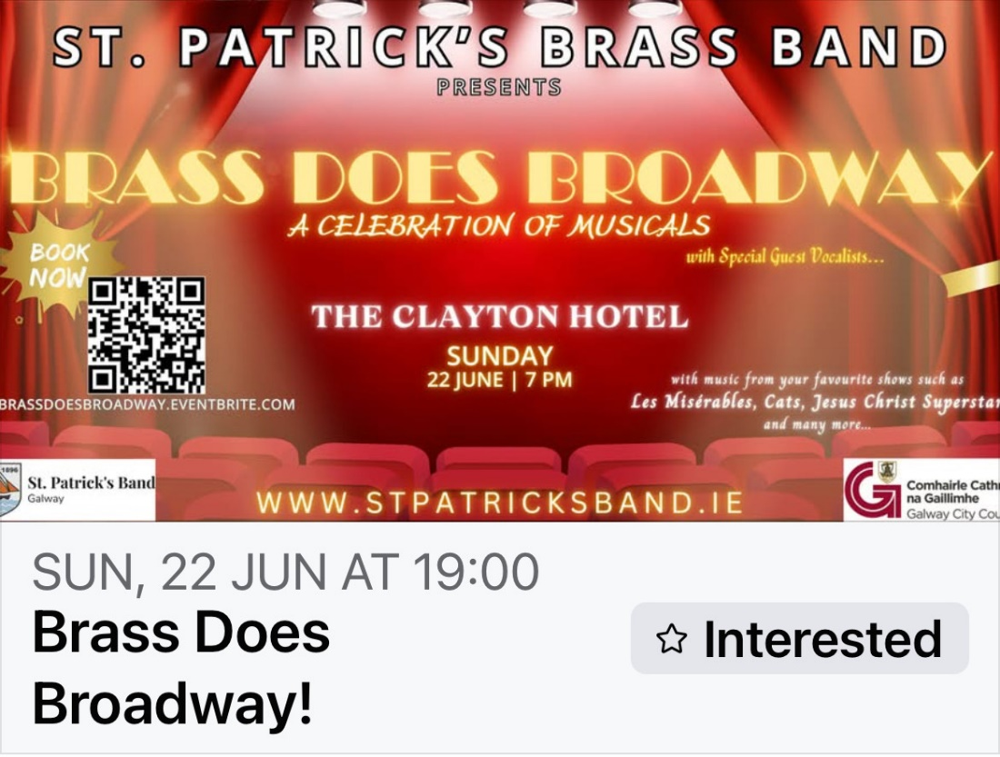 ST. PATRICK'S BRASS BAND
PRESENTS
BRASS DOES BROADWAY
A CELEBRATION OF MUSICALS
with Special Guest Vocalists...
BOOK
NOW
THE CLAYTON HOTEL
SUNDAY
22 JUNE | 7 PM
BRASSDOESBROADWAY.EVENTBRITE.COM
with music from your favourite shows such as
Les Misérables, Cats, Jesus Christ Superstar
and many more...
1896
St. Patrick's Band
Galway
WWW.STPATRICKSBAND.IE
Comhairle Cathr
na Gaillimhe
Galway City Cou
SUN, 22 JUN AT 19:00
Brass Does
Broadway!
Interested